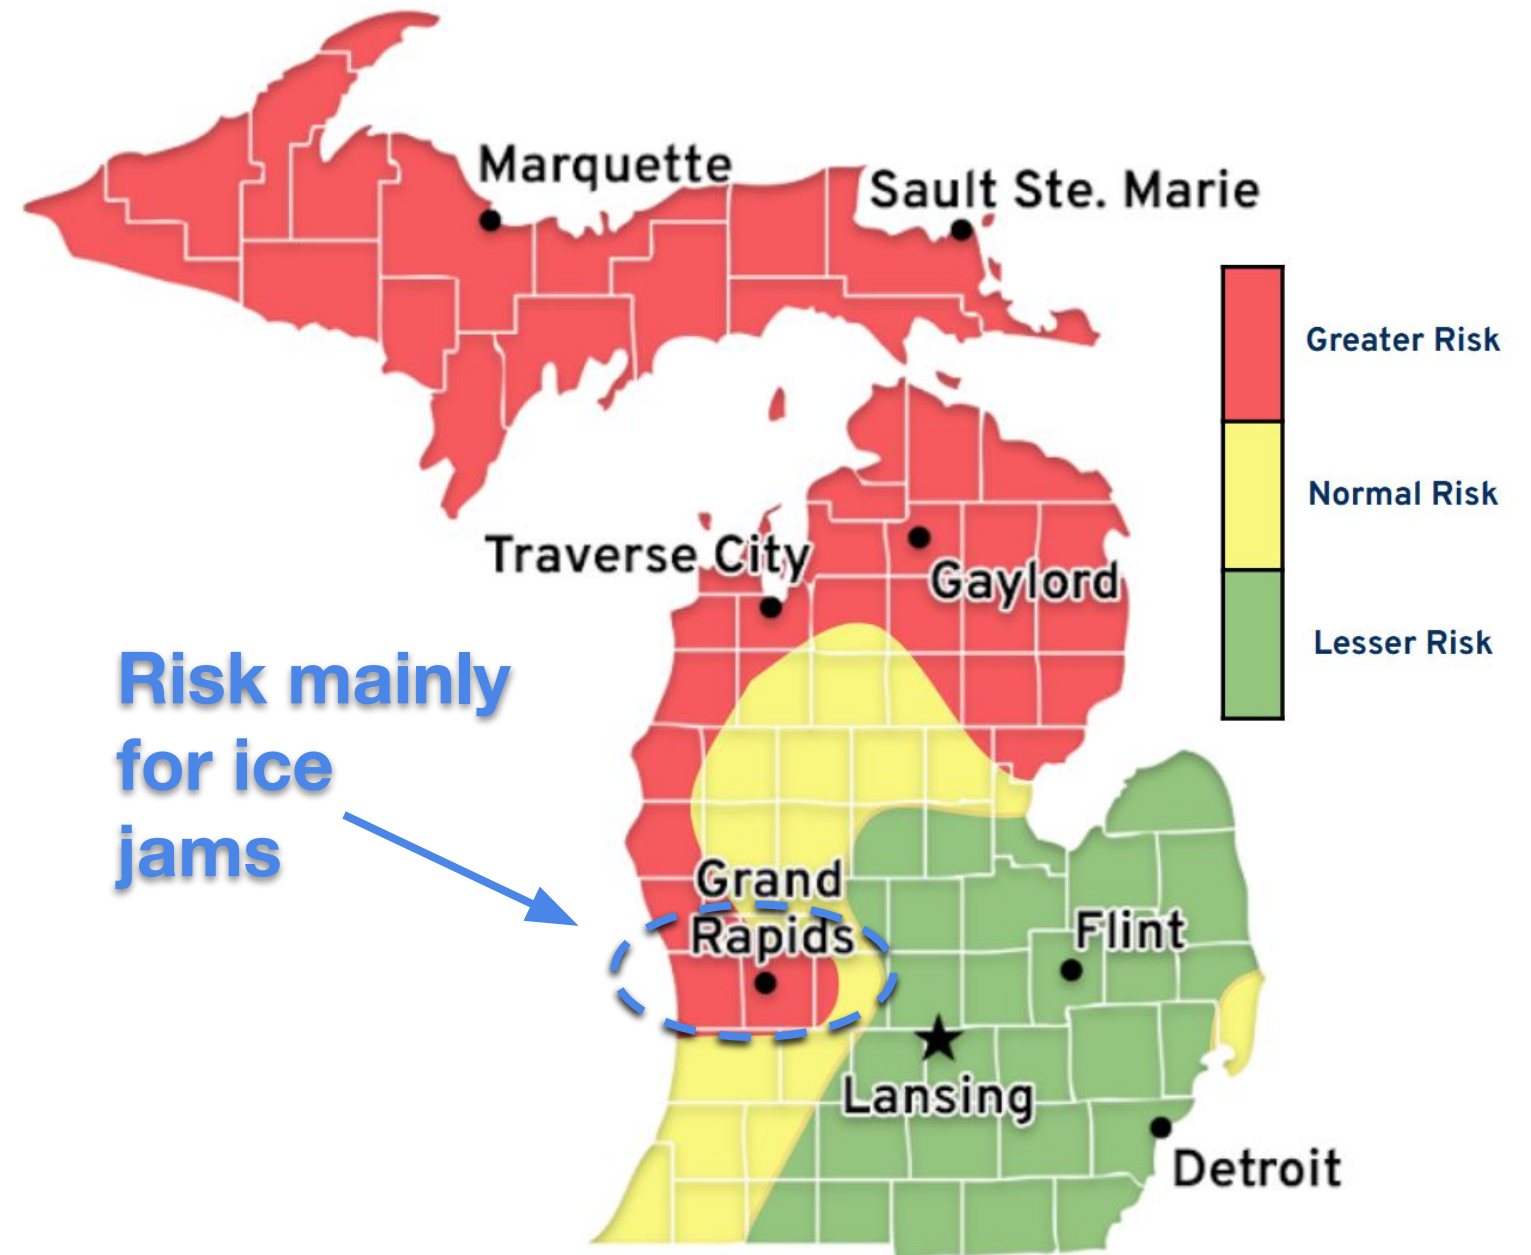 Marquette
Sault Ste. Marie
Greater Risk
Normal Risk
Traverse City
Gaylord
Lesser Risk
Risk mainly
for ice
jams
Grand
Rapids
Flint
Lansing
Detroit